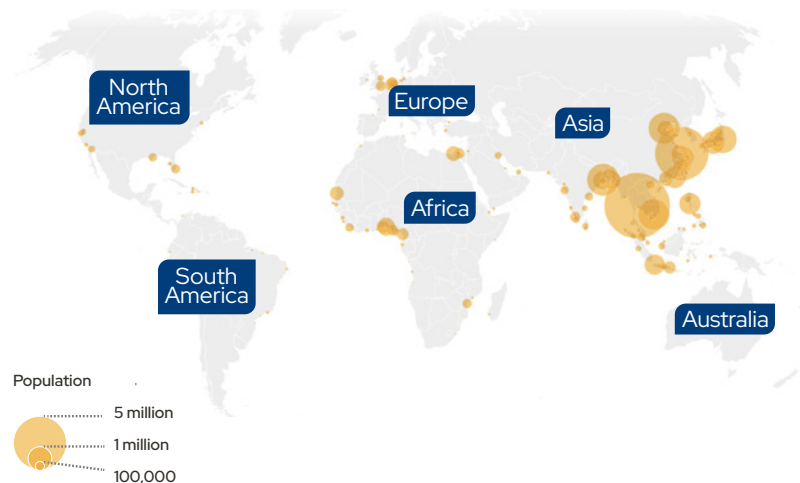 North
America
Europe
Asia
Africa
South
America
Australia
Population
5 million
1 million
100,000